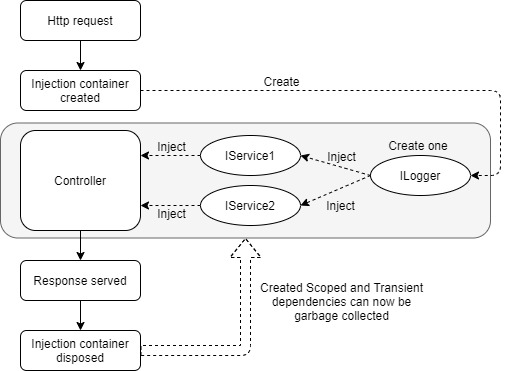 Http request
Injection container
created
Create
Controller
Inject
IService1
Inject
Create one
ILogger
Inject
IService2
Inject
Response served
Created Scoped and Transient
dependencies can now be
garbage collected
Injection container
disposed